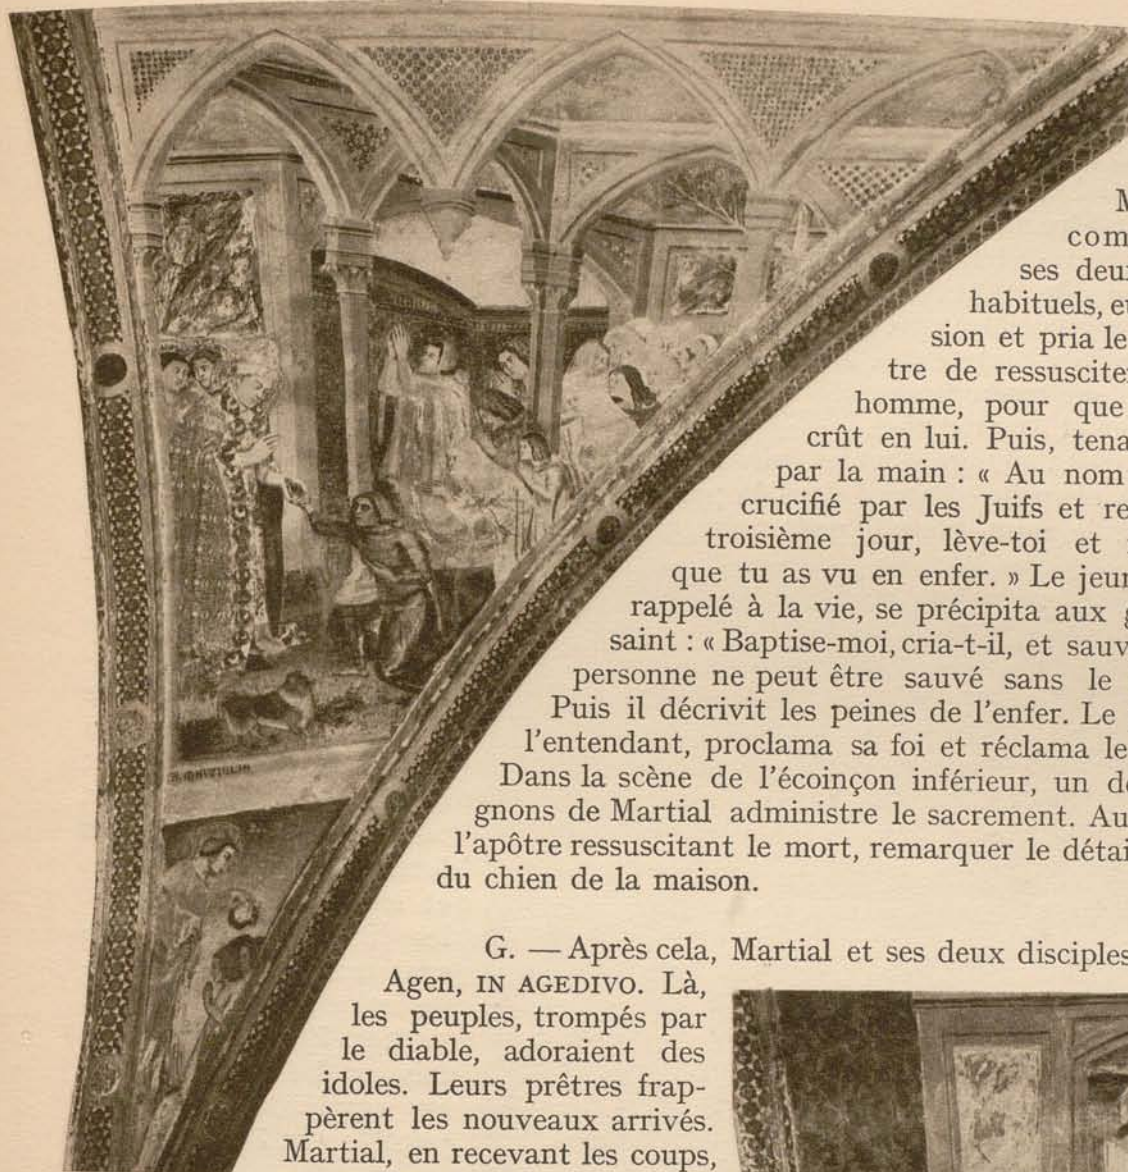 M
com
ses deu
habituels, et
sion et pria le
tre de ressuscite
homme, pour que
crût en lui. Puis, tena
par la main : « Au nom
crucifié par les Juifs et re
troisième jour, lève-toi et
que tu as vu en enfer. » Le jeun
rappelé à la vie, se précipita aux g
saint : « Baptise-moi, cria-t-il, et sauv
personne ne peut être sauvé sans le
Puis il décrivit les peines de l'enfer. Le
l'entendant, proclama sa foi et réclama le
Dans la scène de l'écoinçon inférieur, un de
gnons de Martial administre le sacrement. Au
l'apôtre ressuscitant le mort, remarquer le détai
du chien de la maison.
G. — Après cela, Martial et ses deux disciples
Agen, IN AGEDIVO. Là,
les peuples, trompés par
le diable, adoraient des
idoles. Leurs prêtres frap-
pèrent les nouveaux arrivés.
Martial, en recevant les coups,